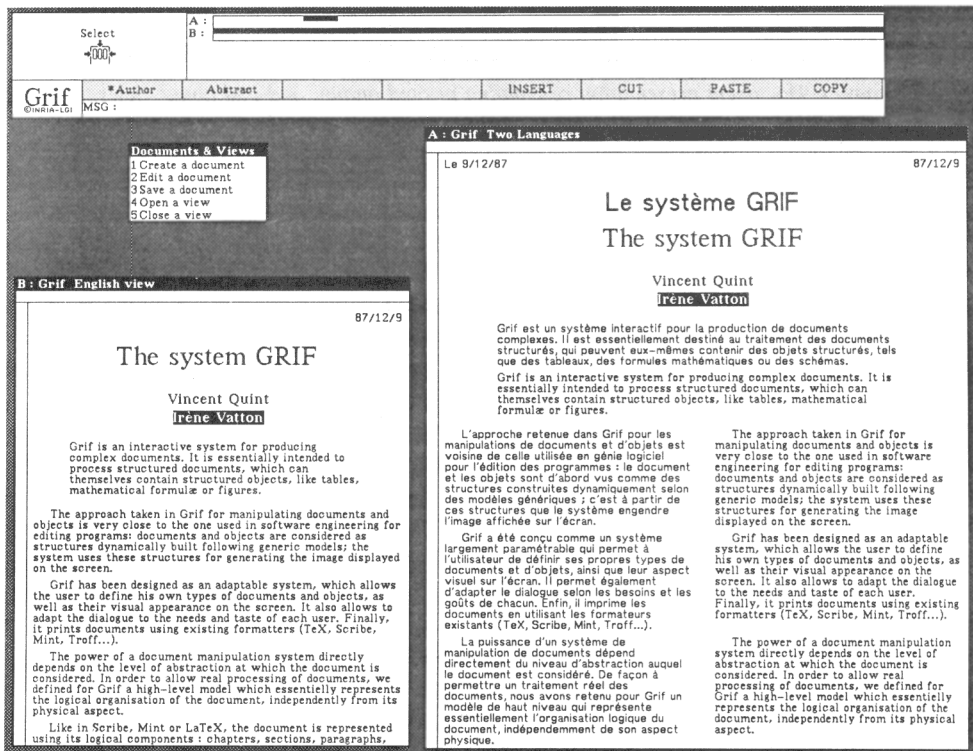 Select
A :
B :
Grif
©INRIA-LGI
*Author
Abstract
INSERT
CUT
PASTE
COPY
MSG :
Documents & Views
1 Create a document
2 Edit a document
3 Save a document
4 Open a view
5 Close a view
B : Grif English view
87/12/9
The system GRIF
Vincent Quint
Irène Vatton
Grif is an interactive system for producing
complex documents. It is essentially intended to
process structured documents, which can
themselves contain structured objects, like tables,
mathematical formulæ or figures.
The approach taken in Grif for manipulating documents and
objects is very close to the one used in software engineering for
editing programs: documents and objects are considered as
structures dynamically built following generic models; the
system uses these structures for generating the image displayed
on the screen.
Grif has been designed as an adaptable system, which allows
the user to define his own types of documents and objects, as
well as their visual appearance on the screen. It also allows to
adapt the dialogue to the needs and taste of each user. Finally,
it prints documents using existing formatters (TeX, Scribe,
Mint, Troff...).
The power of a document manipulation system directly
depends on the level of abstraction at which the document is
considered. In order to allow real processing of documents, we
defined for Grif a high-level model which essentielly represents
the logical organisation of the document, independently from its
physical aspect.
Like in Scribe, Mint or LaTeX, the document is represented
using its logical components : chapters, sections, paragraphs,
A : Grif Two Languages
Le 9/12/87
87/12/9
Le système GRIF
The system GRIF
Vincent Quint
Irène Vatton
Grif est un système interactif pour la production de documents
complexes. Il est essentiellement destiné au traitement des documents
structurés, qui peuvent eux-mêmes contenir des objets structurés, tels
que des tableaux, des formules mathématiques ou des schémas.
Grif is an interactive system for producing complex documents. It is
essentially intended to process structured documents, which can
themselves contain structured objects, like tables, mathematical
formulæ or figures.
L'approche retenue dans Grif pour les
manipulations de documents et d'objets est
voisine de celle utilisée en génie logiciel
pour l'édition des programmes : le document
et les objets sont d'abord vus comme des
structures construites dynamiquement selon
des modèles génériques ; c'est à partir de
ces structures que le système engendre
l'image affichée sur l'écran.
Grif a été conçu comme un système
largement paramétrable qui permet à
l'utilisateur de définir ses propres types de
documents et d'objets, ainsi que leur aspect
visuel sur l'écran. Il permet également
d'adapter le dialogue selon les besoins et les
goûts de chacun. Enfin, il imprime les
documents en utilisant les formateurs
existants (TeX, Scribe, Mint, Troff...).
La puissance d'un système de
manipulation de documents dépend
directement du niveau d'abstraction auquel
le document est considéré. De façon à
permettre un traitement réel des
documents, nous avons retenu pour Grif un
modèle de haut niveau qui représente
essentiellement l'organisation logique du
document, indépendemment de son aspect
physique.
The approach taken in Grif for
manipulating documents and objects is
very close to the one used in software
engineering for editing programs:
documents and objects are considered as
structures dynamically built following
generic models; the system uses these
structures for generating the image
displayed on the screen.
Grif has been designed as an adaptable
system, which allows the user to define
his own types of documents and objects, as
well as their visual appearance on the
screen. It also allows to adapt the dialogue
to the needs and taste of each user.
Finally, it prints documents using existing
formatters (TeX, Scribe, Mint, Troff...).
The power of a document manipulation
system directly depends on the level of
abstraction at which the document is
considered. In order to allow real
processing of documents, we defined for
Grif a high-level model which essentielly
represents the logical organisation of the
document, independently from its physical
aspect.